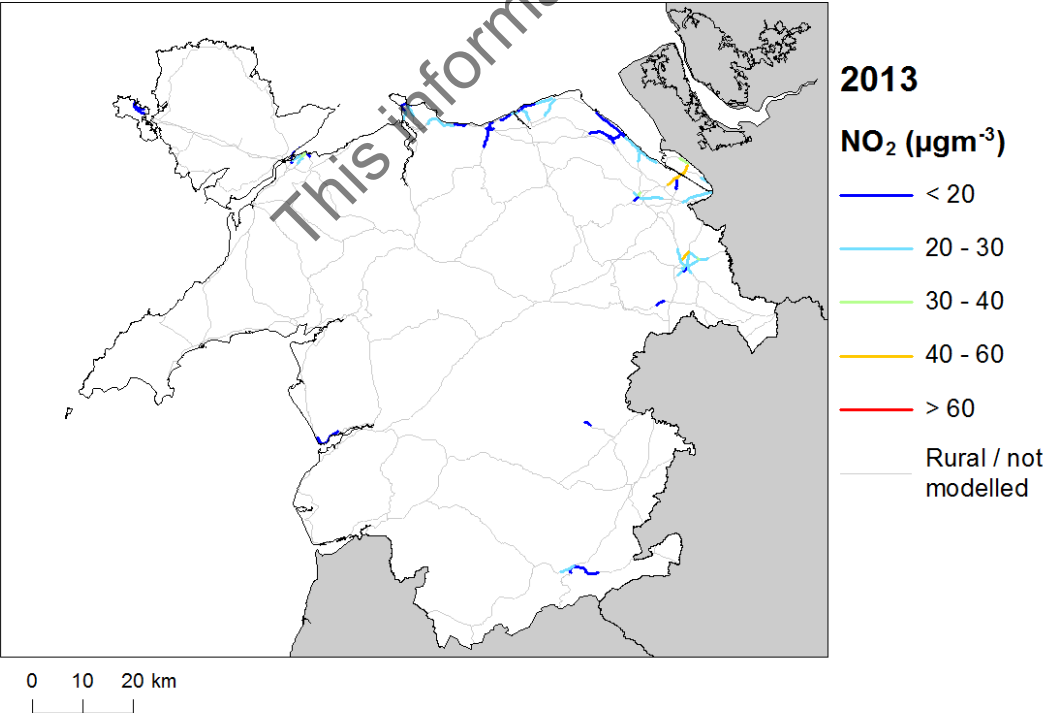 This informa
2013
NO₂ (µgm⁻³)
< 20
20 - 30
30 - 40
40 - 60
> 60
Rural / not
modelled
0 10 20 km